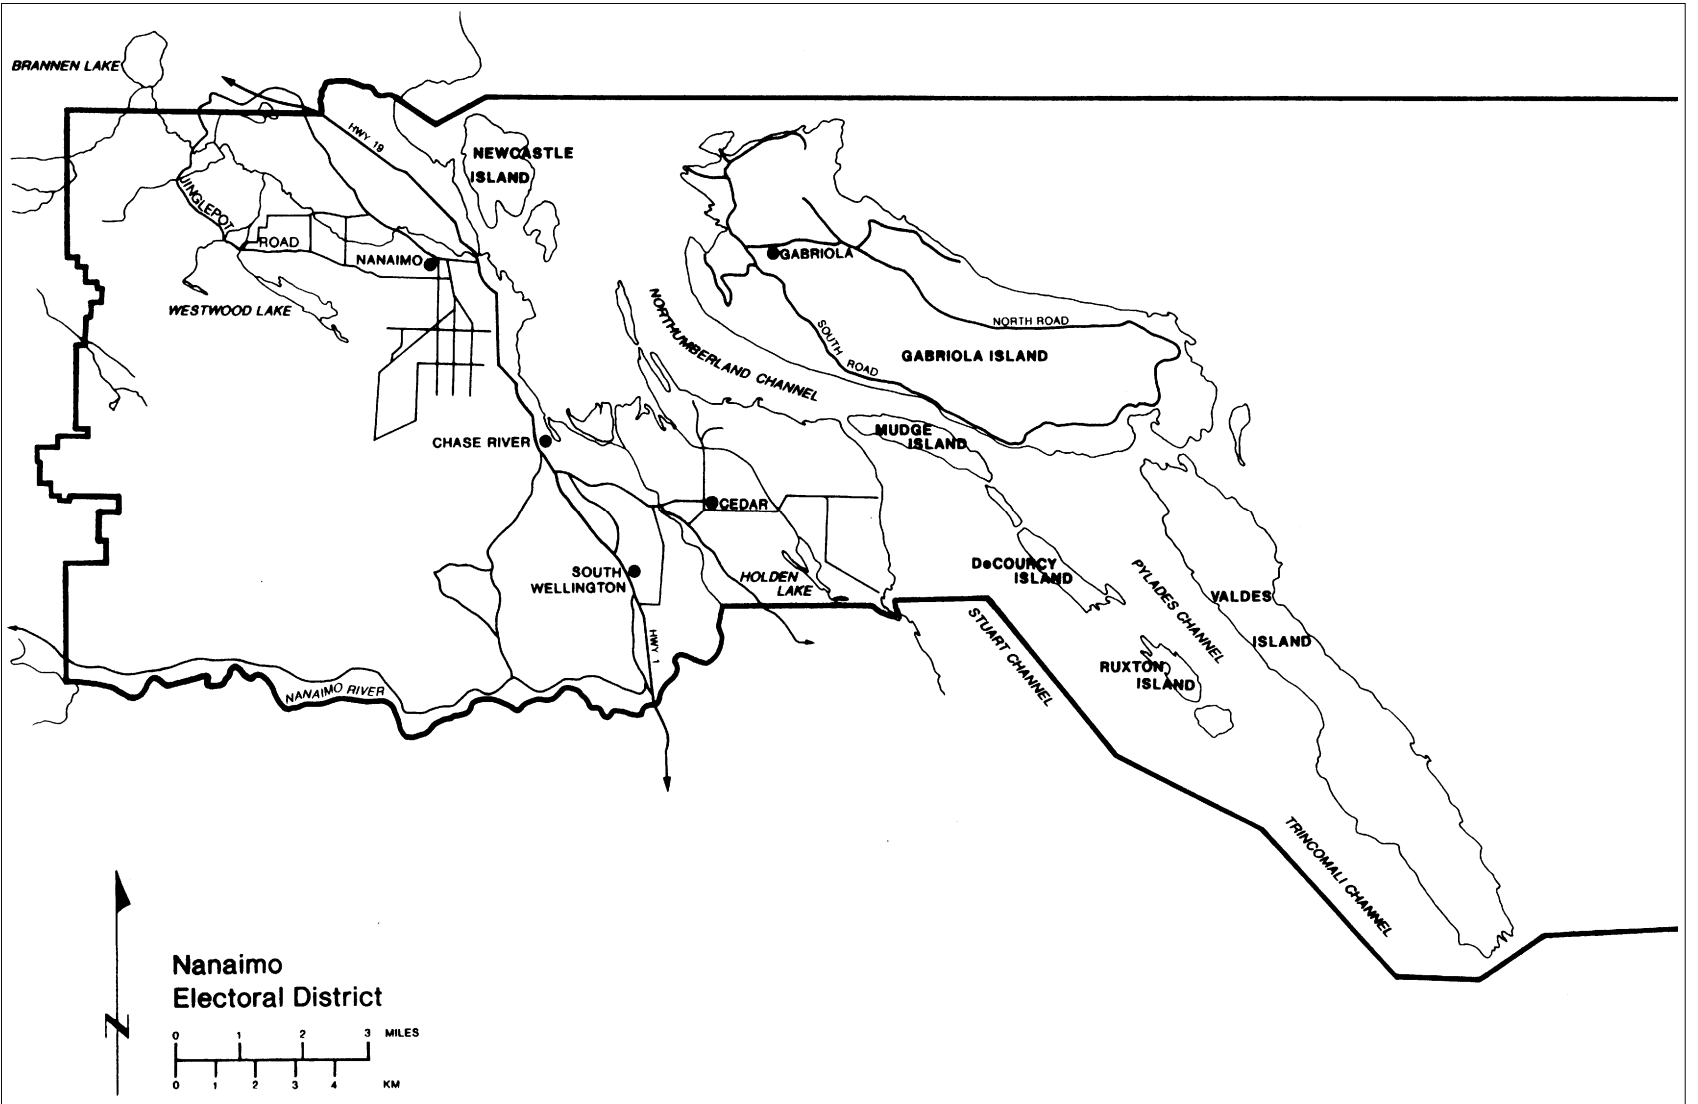 BRANNEN LAKE
HWY 19
NEWCASTLE
ISLAND
JINGLEPOT
ROAD
NANAIMO
GABRIOLA
WESTWOOD LAKE
NORTHUMBERLAND CHANNEL
SOUTH ROAD
NORTH ROAD
GABRIOLA ISLAND
CHASE RIVER
MUDGE
ISLAND
CEDAR
SOUTH
WELLINGTON
HOLDEN
LAKE
DeCOURCY
ISLAND
PYLADES CHANNEL
VALDES
ISLAND
STUART CHANNEL
HWY 1
RUXTON
ISLAND
NANAIMO RIVER
TRINCOMALI CHANNEL
N
Nanaimo
Electoral District
0 1 2 3 MILES
0 1 2 3 4 KM